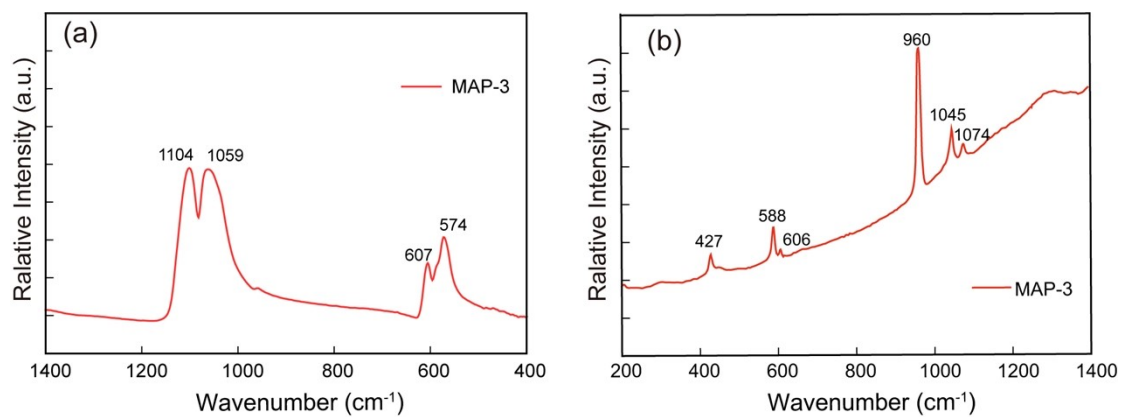 (a)
MAP-3
1104
1059
607
574
Ralative Intensity (a.u.)
1400
1200
1000
800
600
400
Wavenumber (cm-1)
(b)
960
1045
1074
588
606
427
MAP-3
Ralative Intensity (a.u.)
200
400
600
800
1000
1200
1400
Wavenumber (cm-1)